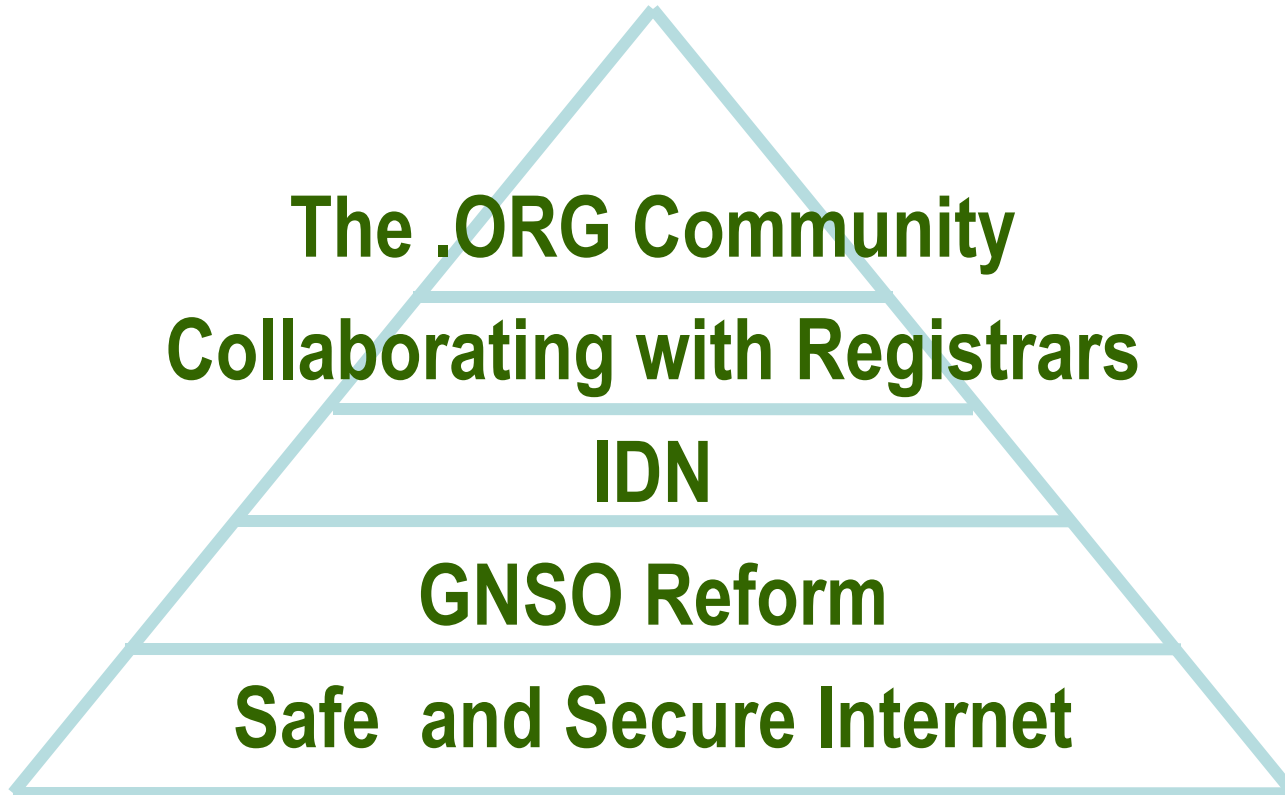 The .ORG Community
Collaborating with Registrars
IDN
GNSO Reform
Safe  and Secure Internet